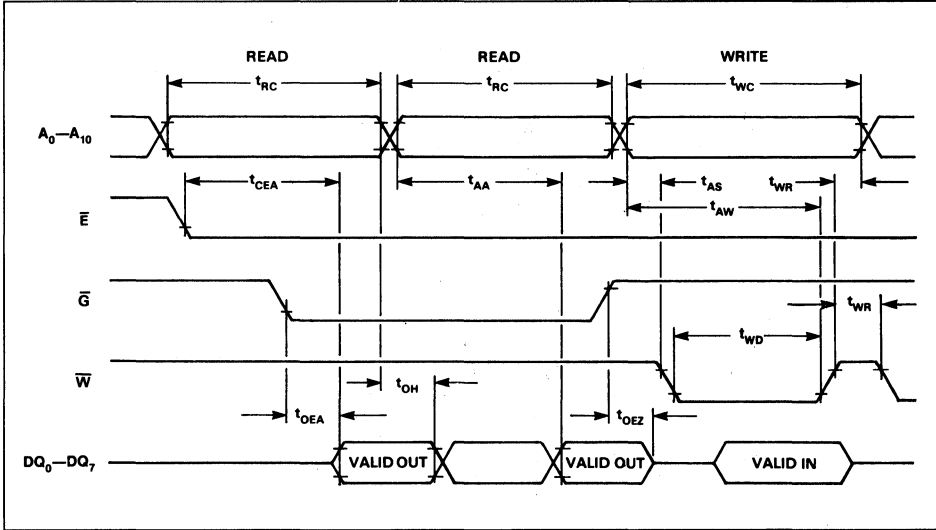 READ READ WRITE
tRC tRC tWC
A0—A10
tCEA tAA tAS tWR
tAW
E̅
G̅
tWR
tWD
W̅
tOH
tOEA tOEZ
DQ0—DQ7 VALID OUT VALID OUT VALID IN